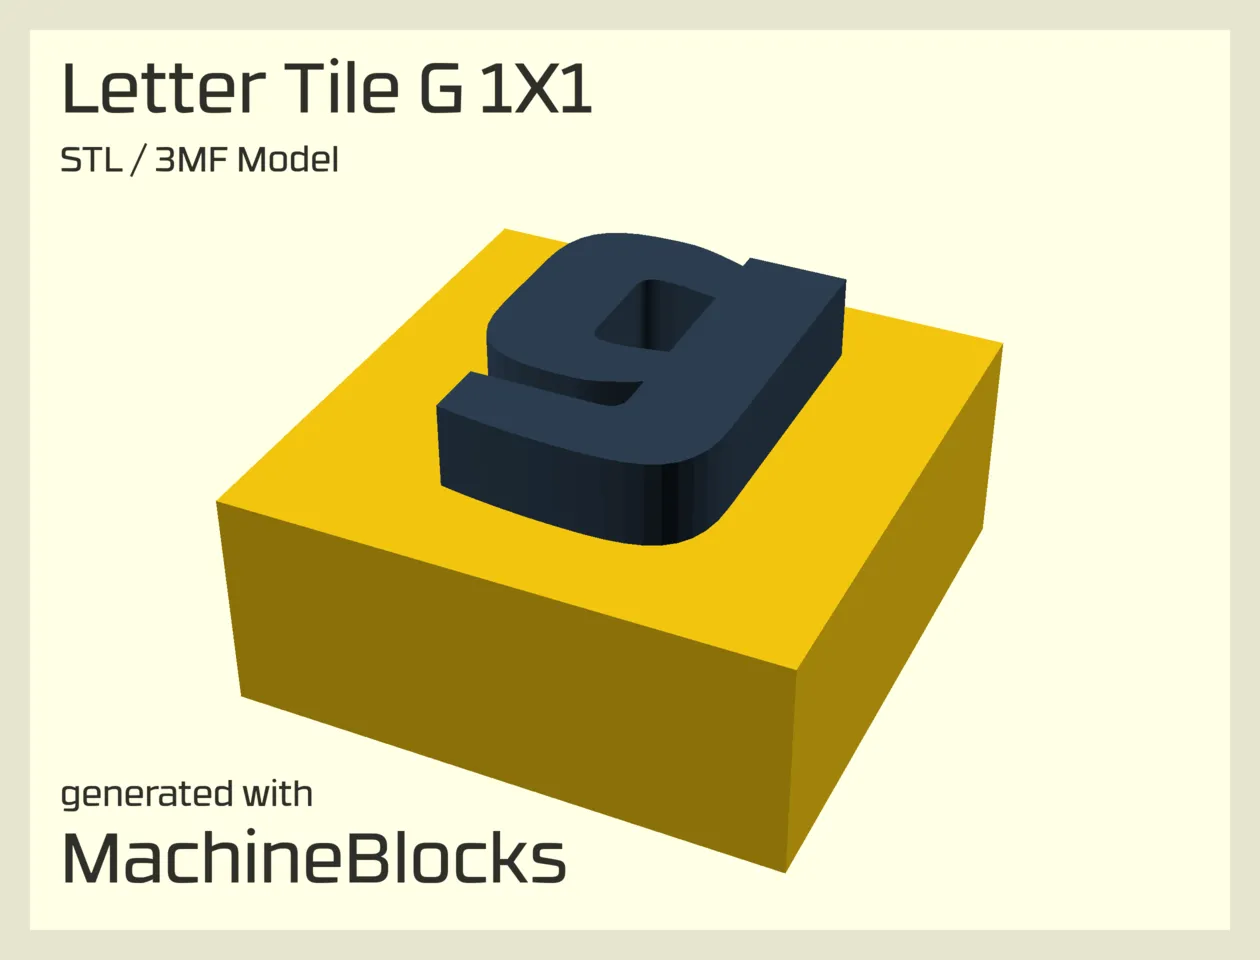 Letter Tile G 1X1
STL / 3MF Model
g
generated with
MachineBlocks